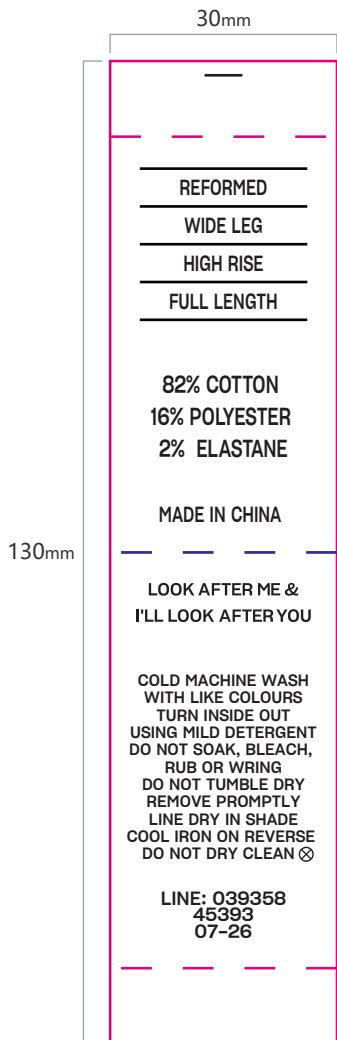 30mm
REFORMED
WIDE LEG
HIGH RISE
FULL LENGTH
82% COTTON
16% POLYESTER
2% ELASTANE
MADE IN CHINA
130mm
LOOK AFTER ME &
I'LL LOOK AFTER YOU
COLD MACHINE WASH
WITH LIKE COLOURS
TURN INSIDE OUT
USING MILD DETERGENT
DO NOT SOAK, BLEACH,
RUB OR WRING
DO NOT TUMBLE DRY
REMOVE PROMPTLY
LINE DRY IN SHADE
COOL IRON ON REVERSE
DO NOT DRY CLEAN ⊗
LINE: 039358
45393
07-26